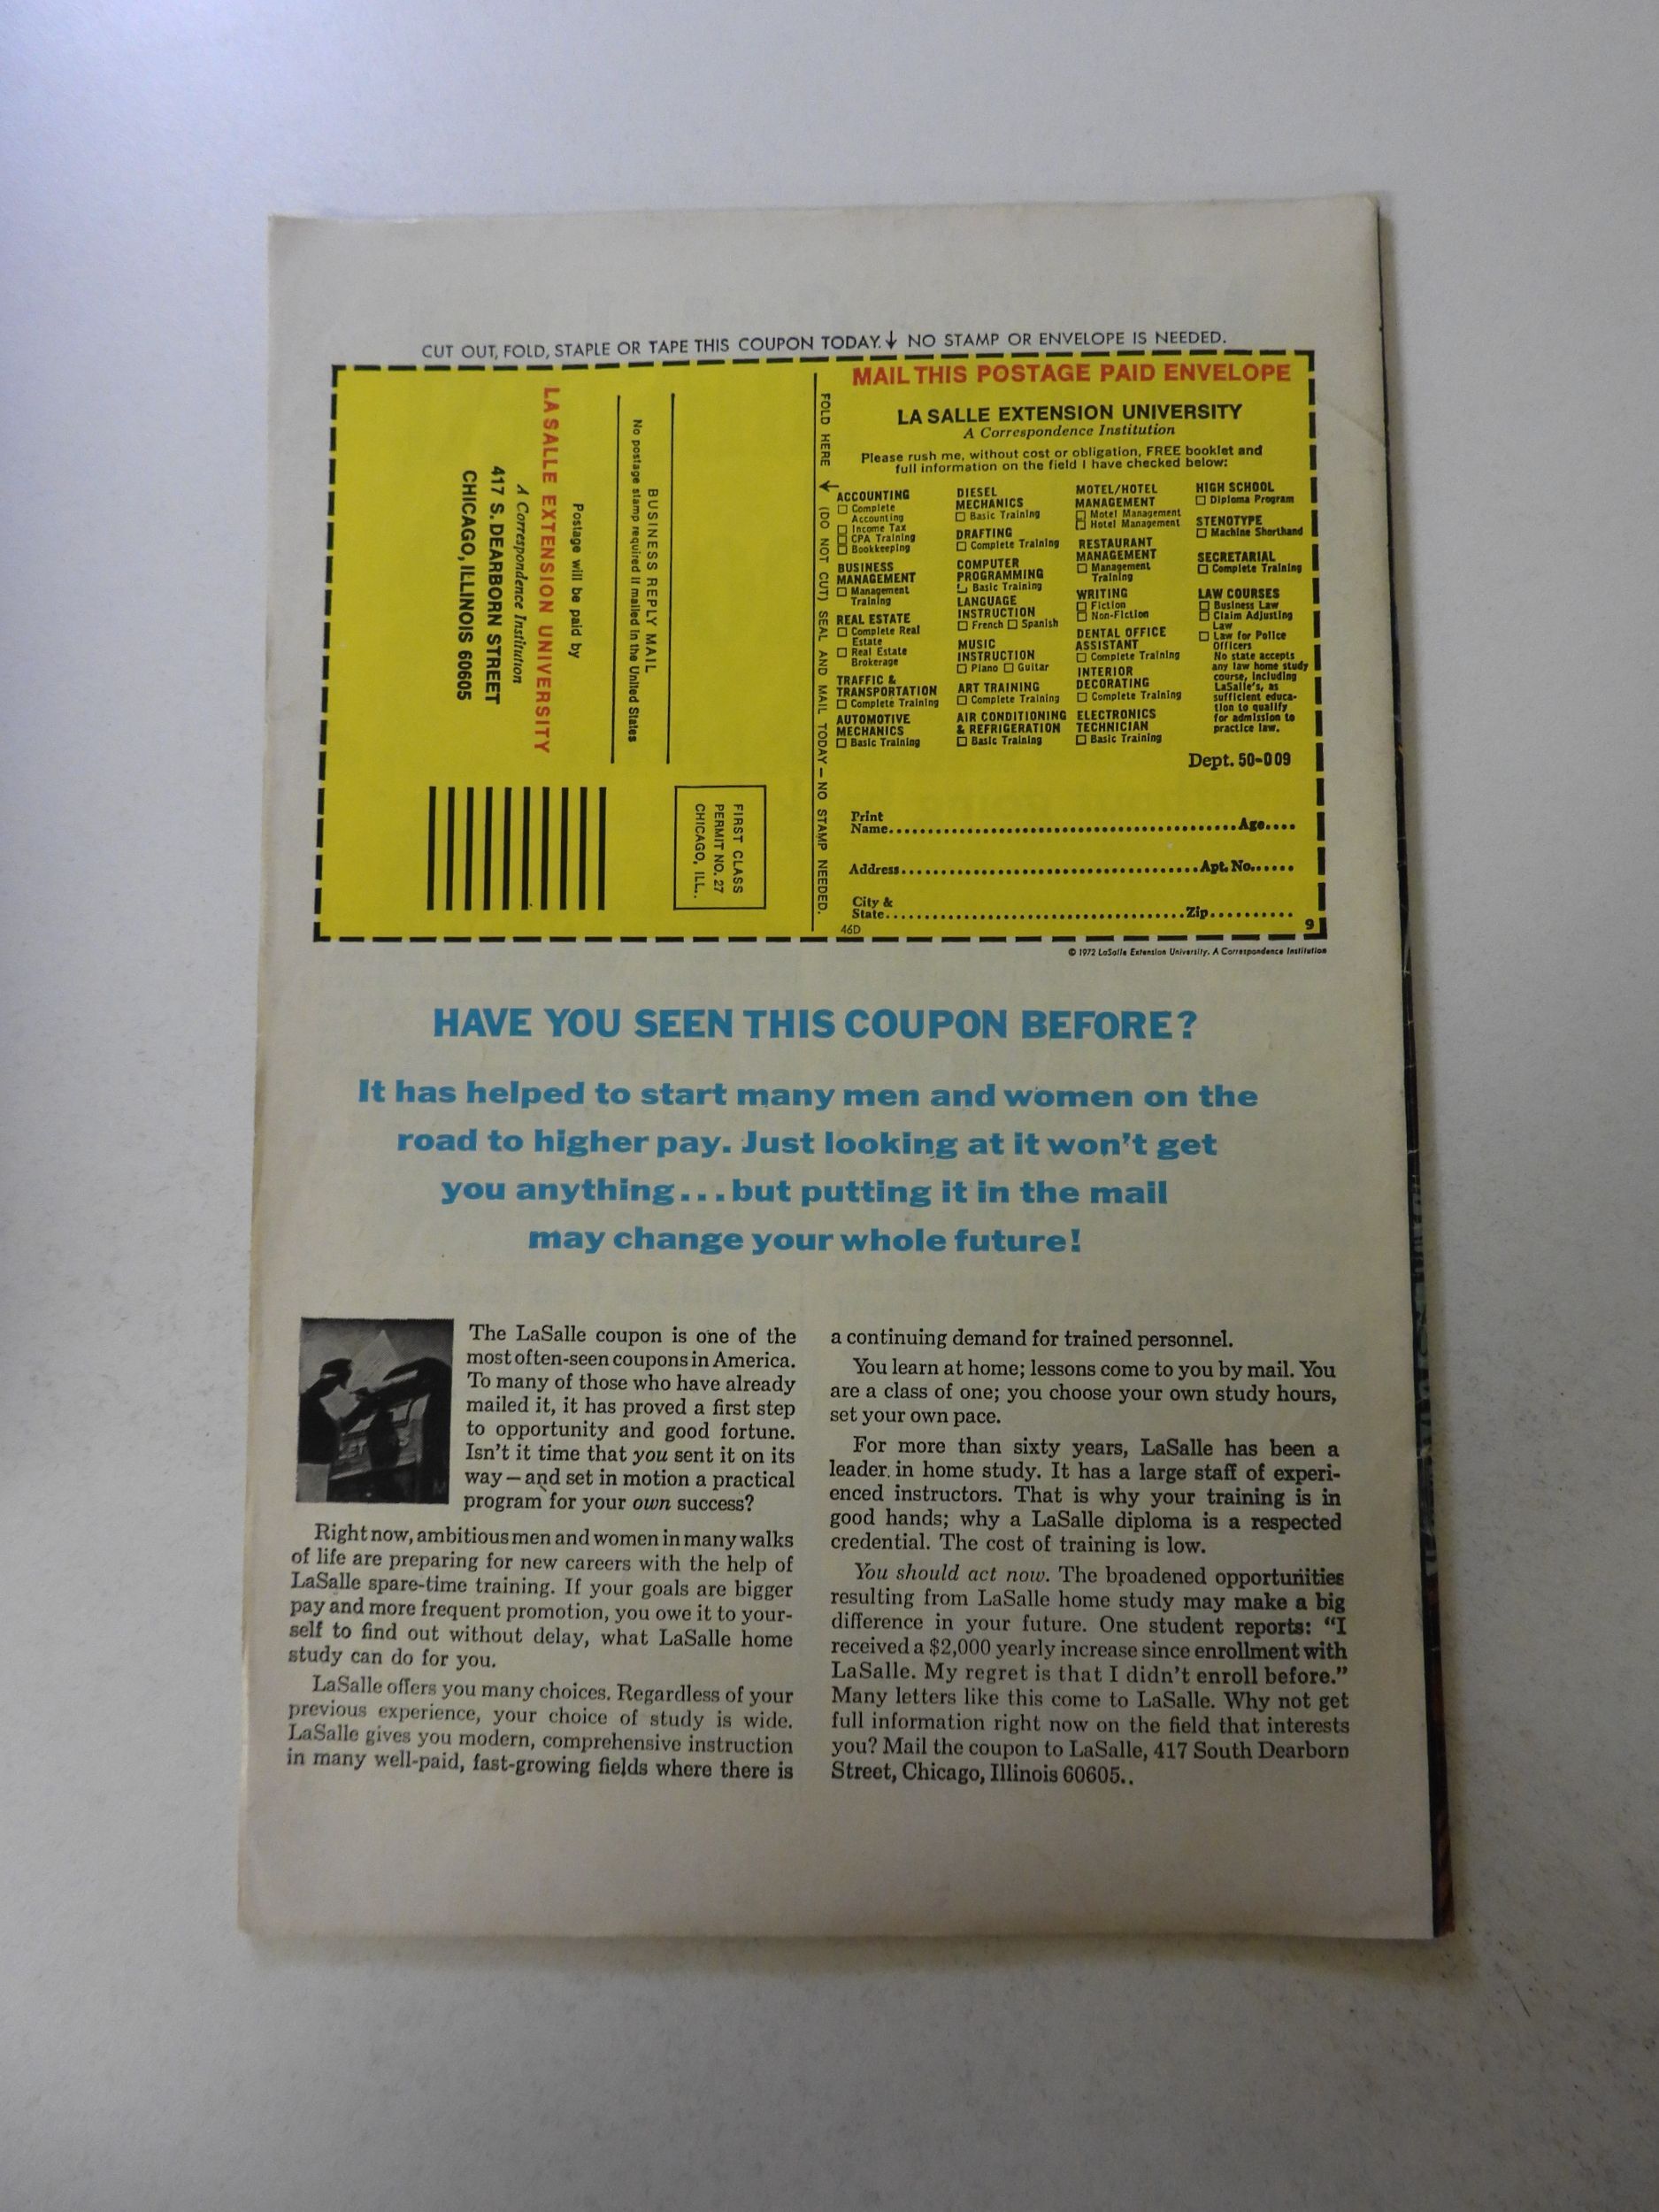 CUT OUT, FOLD, STAPLE OR TAPE THIS COUPON TODAY. ↓ NO STAMP OR ENVELOPE IS NEEDED.
BUSINESS REPLY MAIL
No postage stamp required if mailed in the United States
Postage will be paid by
LA SALLE EXTENSION UNIVERSITY
A Correspondence Institution
417 S. DEARBORN STREET
CHICAGO, ILLINOIS 60605
FIRST CLASS
PERMIT NO. 27
CHICAGO, ILL.
FOLD HERE ↓ (DO NOT CUT) SEAL AND MAIL TODAY — NO STAMP NEEDED.
MAIL THIS POSTAGE PAID ENVELOPE
LA SALLE EXTENSION UNIVERSITY
A Correspondence Institution
Please rush me, without cost or obligation, FREE booklet and
full information on the field I have checked below:
ACCOUNTING
☐ Complete
Accounting
☐ Income Tax
☐ CPA Training
☐ Bookkeeping
BUSINESS
MANAGEMENT
☐ Management
Training
REAL ESTATE
☐ Complete Real
Estate
☐ Real Estate
Brokerage
TRAFFIC &
TRANSPORTATION
☐ Complete Training
AUTOMOTIVE
MECHANICS
☐ Basic Training
DIESEL
MECHANICS
☐ Basic Training
DRAFTING
☐ Complete Training
COMPUTER
PROGRAMMING
☐ Basic Training
LANGUAGE
INSTRUCTION
☐ French ☐ Spanish
MUSIC
INSTRUCTION
☐ Piano ☐ Guitar
ART TRAINING
☐ Complete Training
AIR CONDITIONING
& REFRIGERATION
☐ Basic Training
MOTEL/HOTEL
MANAGEMENT
☐ Motel Management
☐ Hotel Management
RESTAURANT
MANAGEMENT
☐ Management
Training
WRITING
☐ Fiction
☐ Non-Fiction
DENTAL OFFICE
ASSISTANT
☐ Complete Training
INTERIOR
DECORATING
☐ Complete Training
ELECTRONICS
TECHNICIAN
☐ Basic Training
HIGH SCHOOL
☐ Diploma Program
STENOTYPE
☐ Machine Shorthand
SECRETARIAL
☐ Complete Training
LAW COURSES
☐ Business Law
☐ Claim Adjusting
Law
☐ Law for Police
Officers
No state accepts
any law home study
course, including
LaSalle's, as
sufficient educa-
tion to qualify
for admission to
practice law.
Dept. 50-009
Print
Name..............................................Age....
Address.......................................Apt. No......
City &
State.......................................Zip..........
46D
9
© 1972 LaSalle Extension University. A Correspondence Institution
HAVE YOU SEEN THIS COUPON BEFORE?
It has helped to start many men and women on the
road to higher pay. Just looking at it won't get
you anything...but putting it in the mail
may change your whole future!
The LaSalle coupon is one of the
most often-seen coupons in America.
To many of those who have already
mailed it, it has proved a first step
to opportunity and good fortune.
Isn't it time that you sent it on its
way—and set in motion a practical
program for your own success?
Right now, ambitious men and women in many walks
of life are preparing for new careers with the help of
LaSalle spare-time training. If your goals are bigger
pay and more frequent promotion, you owe it to your-
self to find out without delay, what LaSalle home
study can do for you.
LaSalle offers you many choices. Regardless of your
previous experience, your choice of study is wide.
LaSalle gives you modern, comprehensive instruction
in many well-paid, fast-growing fields where there is
a continuing demand for trained personnel.
You learn at home; lessons come to you by mail. You
are a class of one; you choose your own study hours,
set your own pace.
For more than sixty years, LaSalle has been a
leader in home study. It has a large staff of experi-
enced instructors. That is why your training is in
good hands; why a LaSalle diploma is a respected
credential. The cost of training is low.
You should act now. The broadened opportunities
resulting from LaSalle home study may make a big
difference in your future. One student reports: "I
received a $2,000 yearly increase since enrollment with
LaSalle. My regret is that I didn't enroll before."
Many letters like this come to LaSalle. Why not get
full information right now on the field that interests
you? Mail the coupon to LaSalle, 417 South Dearborn
Street, Chicago, Illinois 60605..